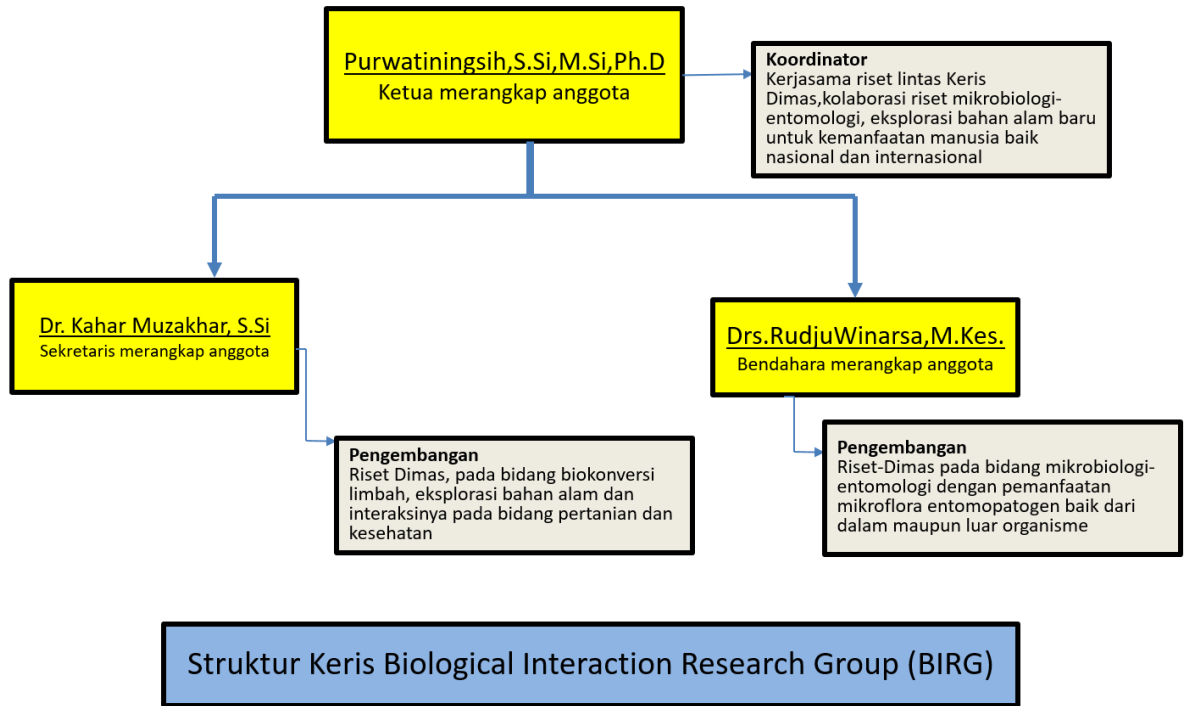 Purwatiningsih,S.Si,M.Si,Ph.D
Ketua merangkap anggota
Koordinator
Kerjasama riset lintas Keris
Dimas,kolaborasi riset mikrobiologi-
entomologi, eksplorasi bahan alam baru
untuk kemanfaatan manusia baik
nasional dan internasional
Dr. Kahar Muzakhar, S.Si
Sekretaris merangkap anggota
Drs.RudjuWinarsa,M.Kes.
Bendahara merangkap anggota
Pengembangan
Riset Dimas, pada bidang biokonversi
limbah, eksplorasi bahan alam dan
interaksinya pada bidang pertanian dan
kesehatan
Pengembangan
Riset-Dimas pada bidang mikrobiologi-
entomologi dengan pemanfaatan
mikroflora entomopatogen baik dari
dalam maupun luar organisme
Struktur Keris Biological Interaction Research Group (BIRG)